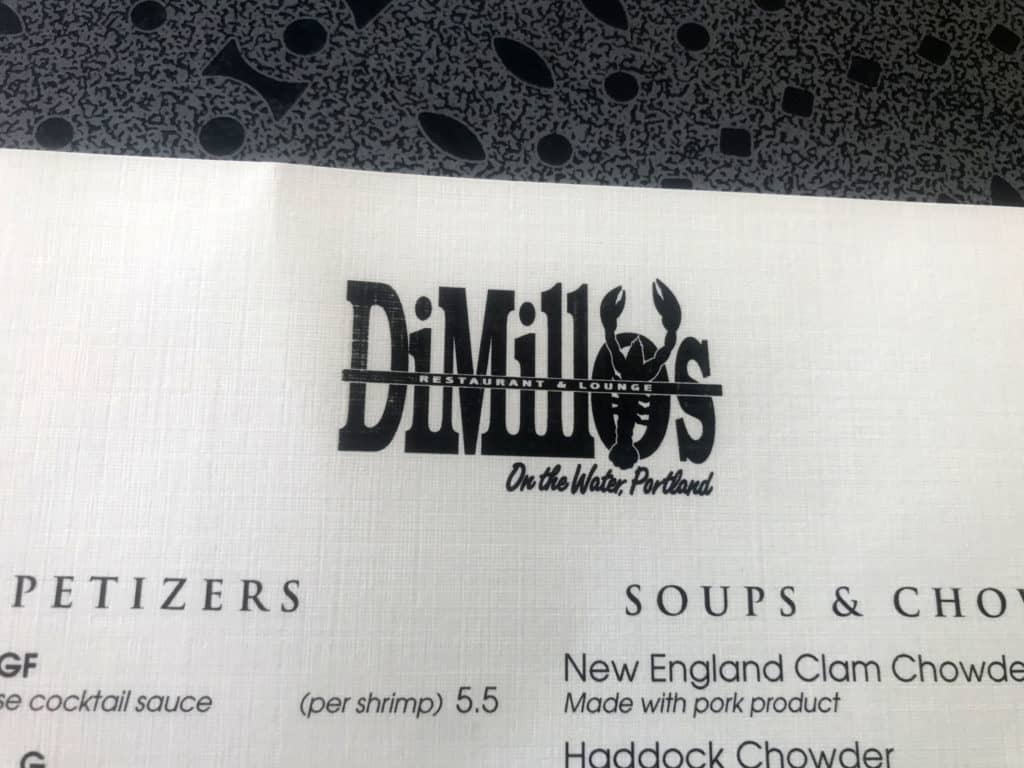 DiMillo's
RESTAURANT & LOUNGE
On the Water, Portland
PETIZERS
GF
se cocktail sauce (per shrimp) 5.5
G
SOUPS & CHO
New England Clam Chowde
Made with pork product
Haddock Chowder